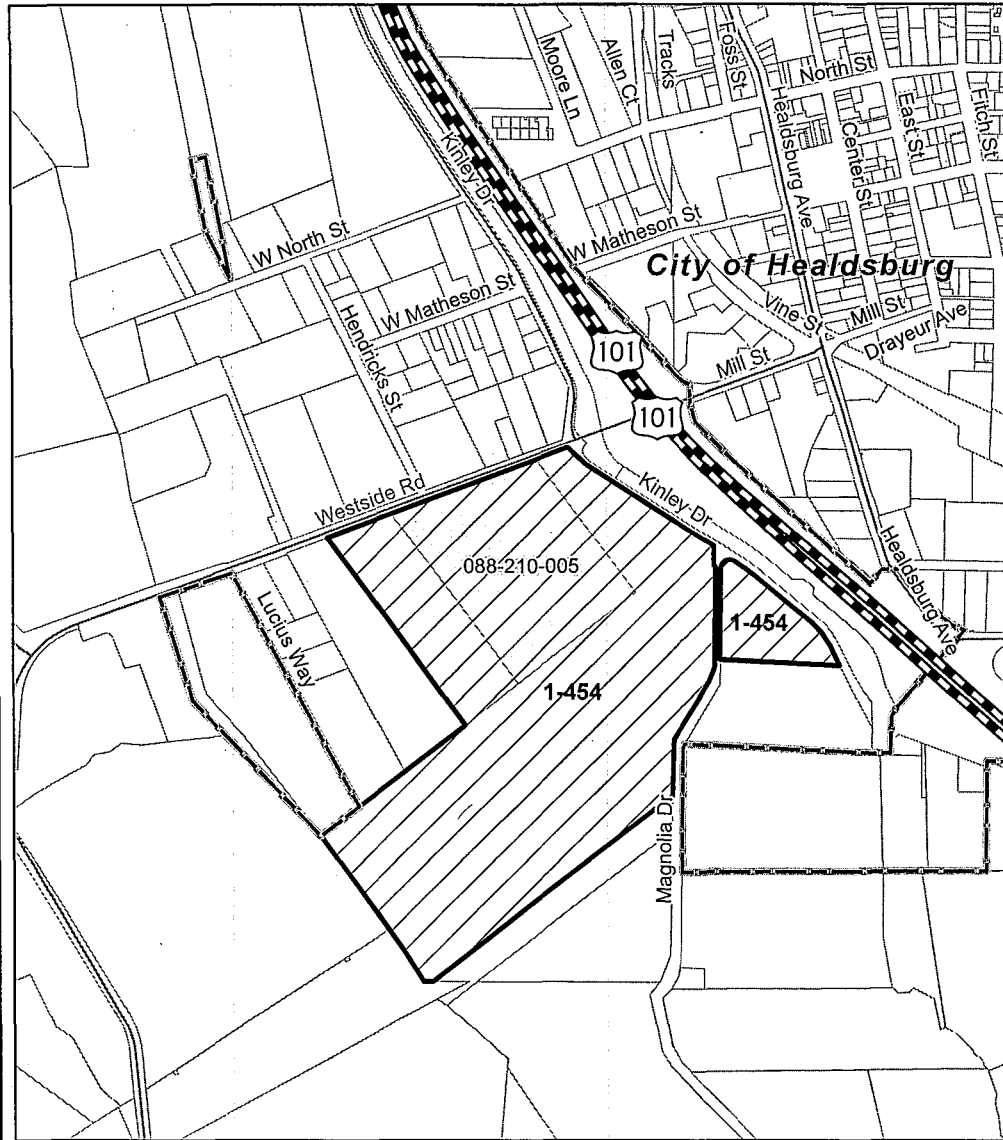 Moore Ln
Allen Ct
Tracks
Foss St
Healdsburg Ave
North St
Center St
East St
Fitch St
Kinley Dr
W North St
W Matheson St
W Matheson St
City of Healdsburg
Hendricks St
Vine St
Mill St
Drayeur Ave
101
Mill St
101
Westside Rd
Kinley Dr
088-210-005
Healdsburg Ave
Lucius Way
1-454
1-454
Magnolia Dr